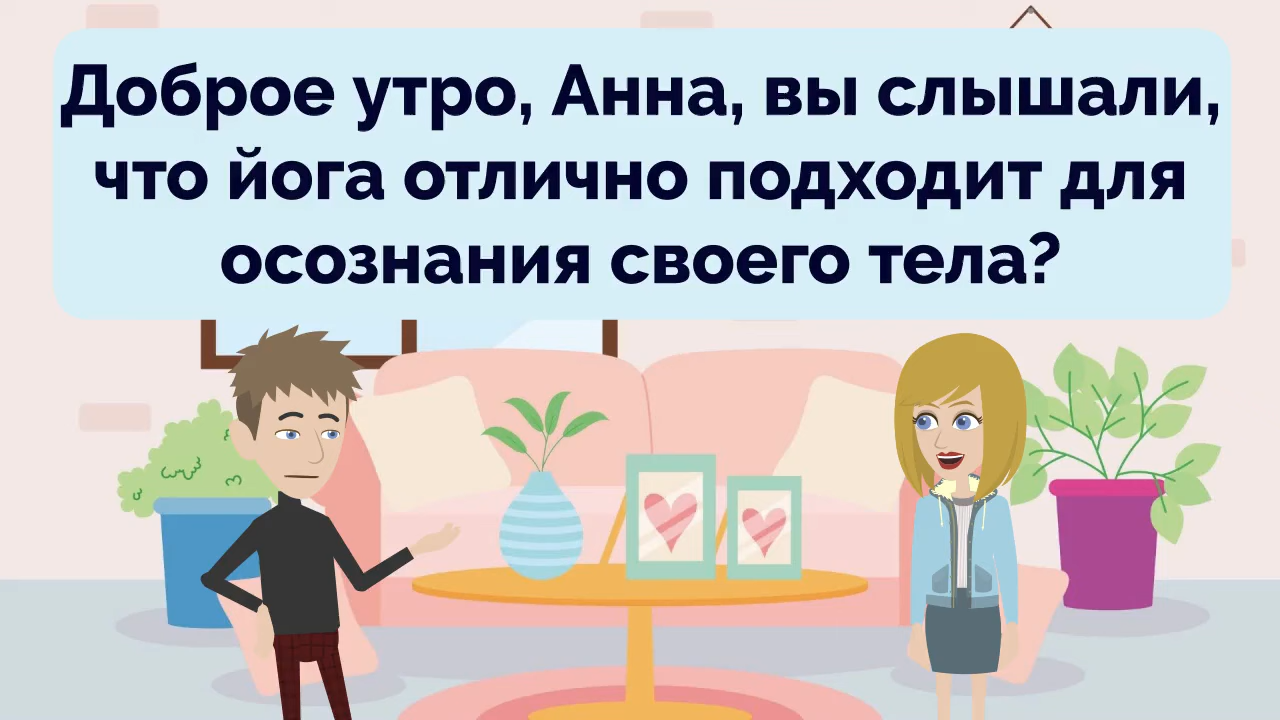 Доброе утро, Анна, вы слышали,
что йога отлично подходит для
осознания своего тела?